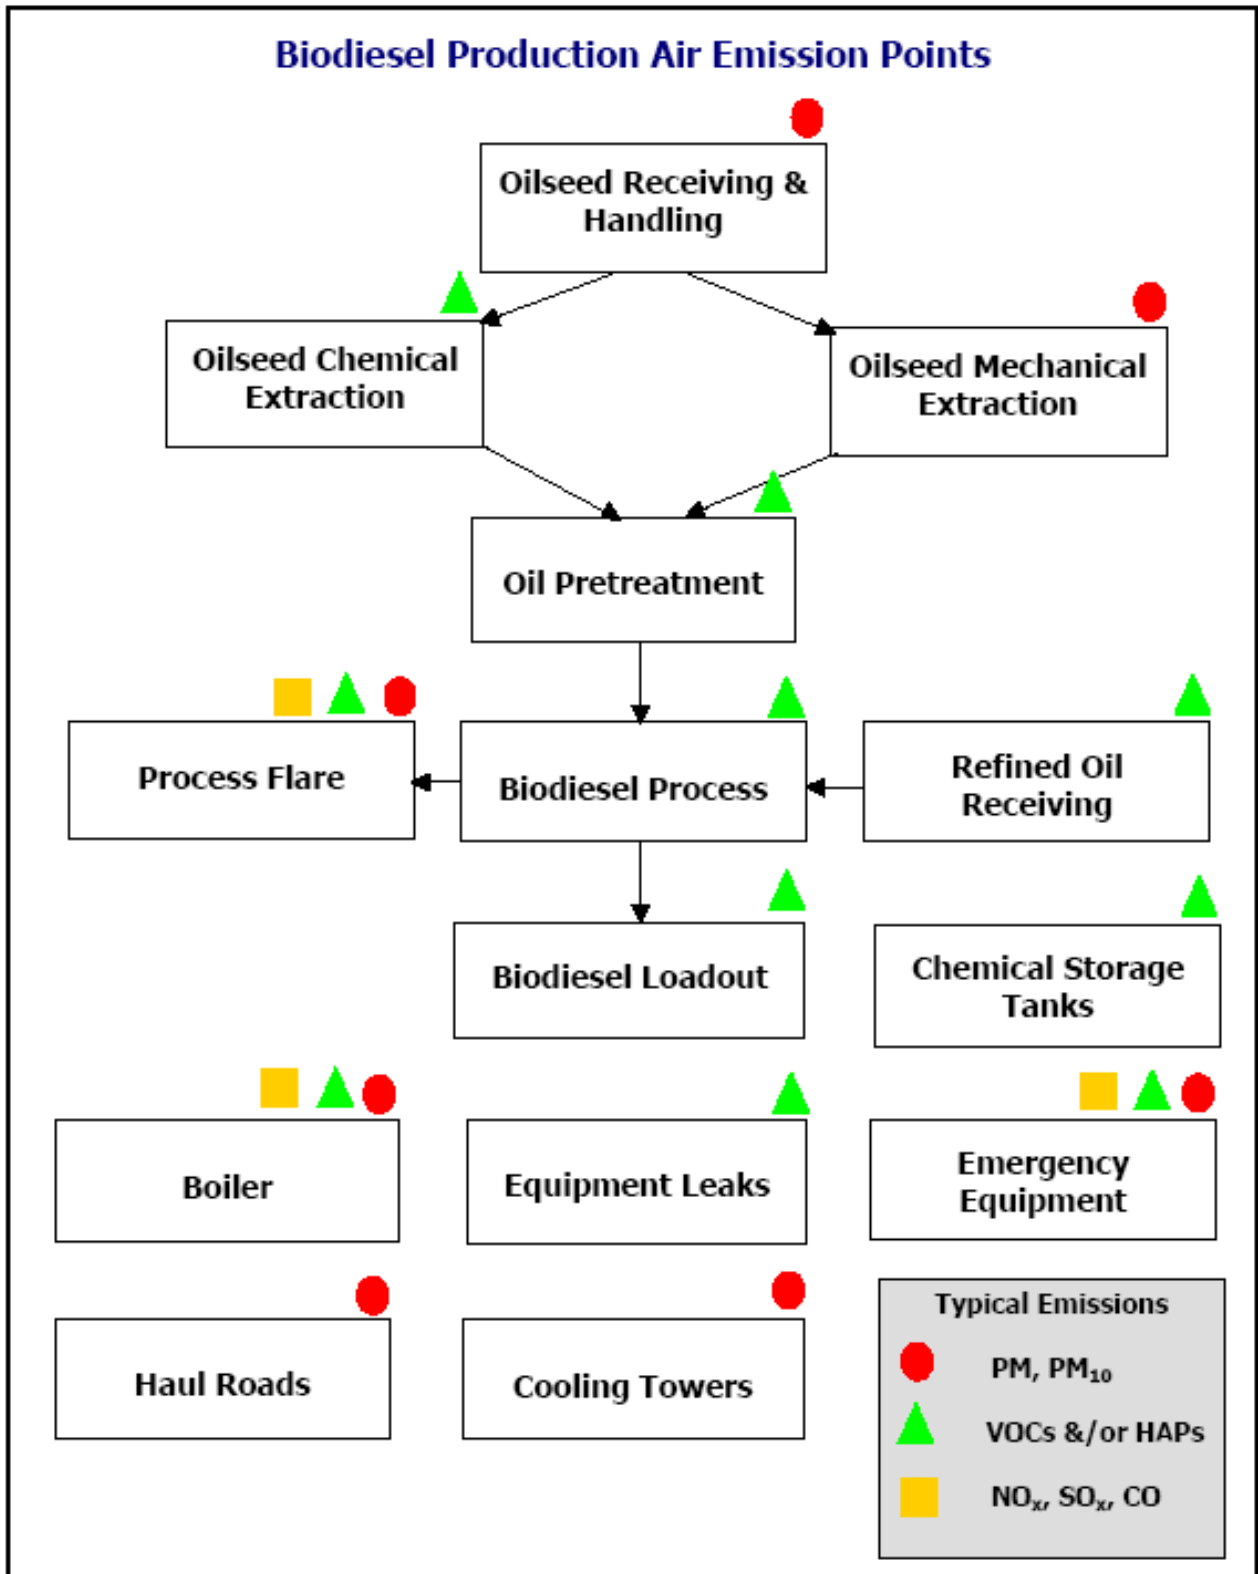 Biodiesel Production Air Emission Points
Oilseed Receiving &
Handling
Oilseed Chemical
Extraction
Oilseed Mechanical
Extraction
Oil Pretreatment
Process Flare
Biodiesel Process
Refined Oil
Receiving
Biodiesel Loadout
Chemical Storage
Tanks
Boiler
Equipment Leaks
Emergency
Equipment
Haul Roads
Cooling Towers
Typical Emissions
PM, PM₁₀
VOCs &/or HAPs
NOₓ, SOₓ, CO